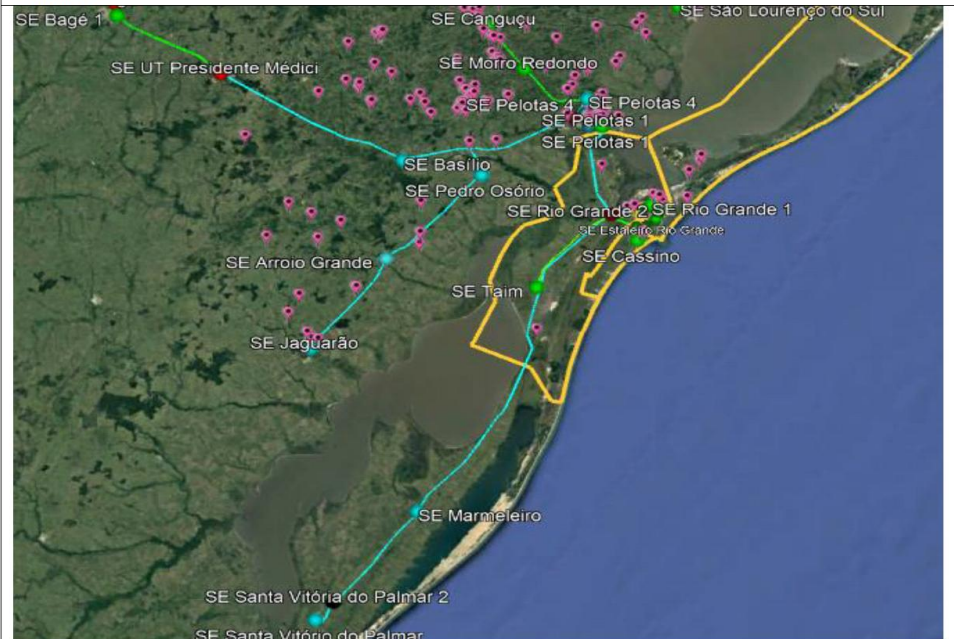 SE São Lourenço do Sul
SE Bagé 1
SE Canguçu
SE UT Presidente Médici
SE Morro Redondo
SE Pelotas 4
SE Pelotas 4
SE Pelotas 1
SE Pelotas 1
SE Basílio
SE Pedro Osório
SE Rio Grande 2
SE Rio Grande 1
SE Estaleiro Rio Grande
SE Cassino
SE Arroio Grande
SE Taim
SE Jaguarão
SE Marmeleiro
SE Santa Vitória do Palmar 2
SE Santa Vitório do Palmar